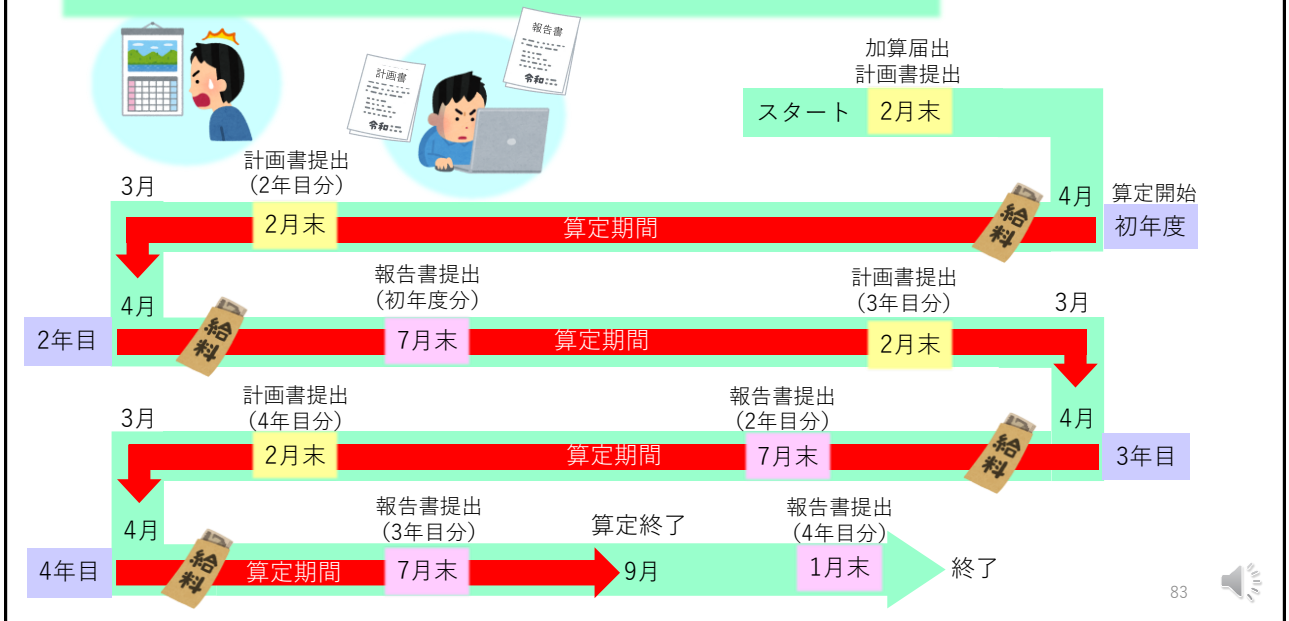 報告書
令和
計画書
令和
加算届出
計画書提出
スタート 2月末
計画書提出
(2年目分)
3月
4月 算定開始
2月末 算定期間 給料 初年度
報告書提出
(初年度分)
計画書提出
(3年目分)
4月 3月
2年目 給料 7月末 算定期間 2月末
計画書提出
(4年目分)
報告書提出
(2年目分)
3月 4月
2月末 算定期間 7月末 給料 3年目
報告書提出
(3年目分)
算定終了
報告書提出
(4年目分)
4月
4年目 給料 算定期間 7月末 9月 1月末 終了
83